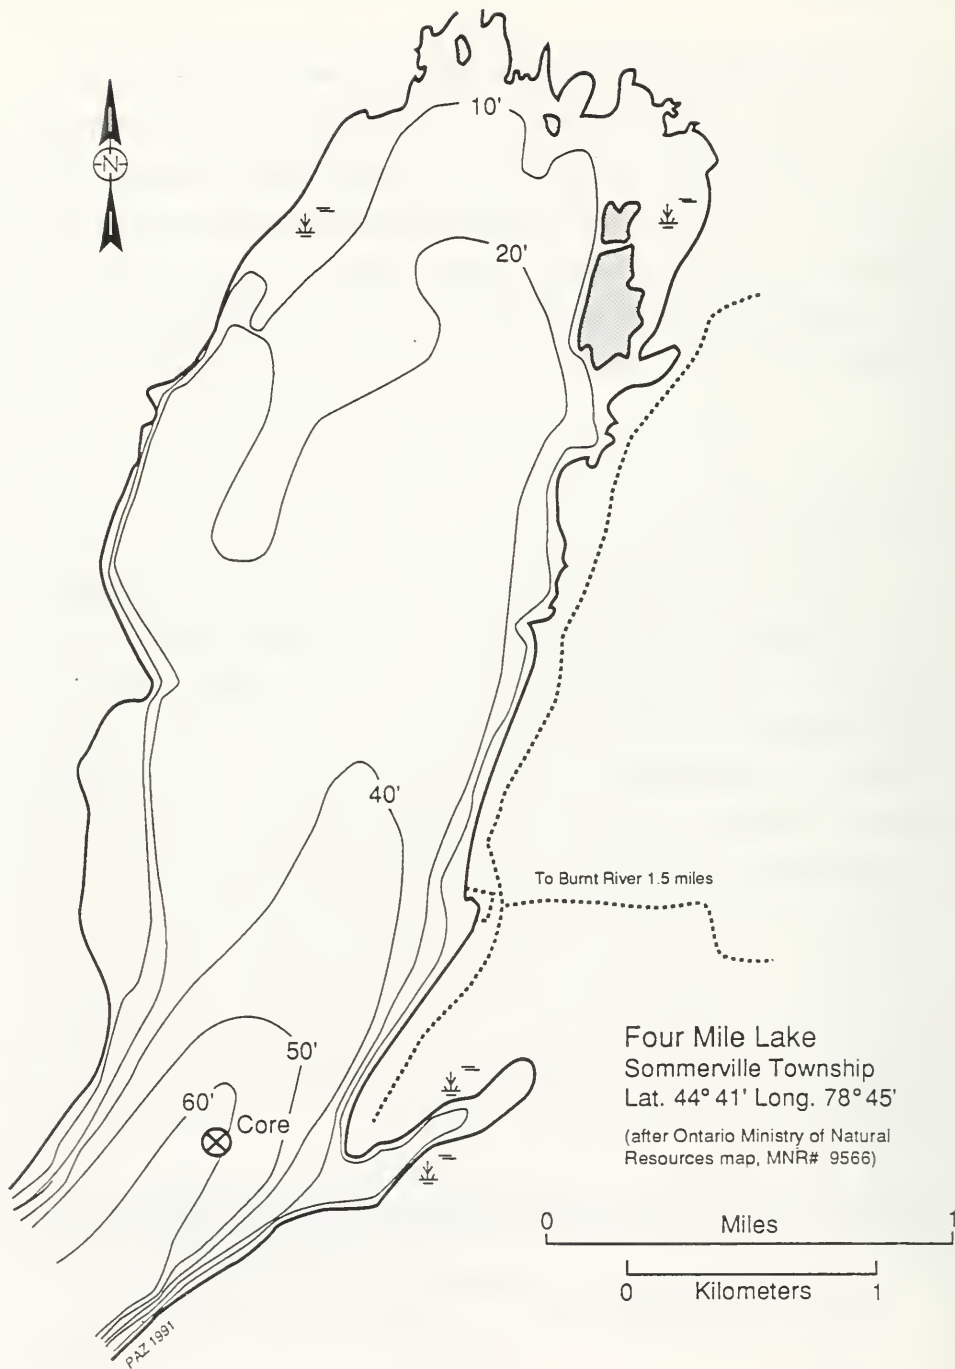 10'
N
20'
40'
To Burnt River 1.5 miles
50'
60'
Core
Four Mile Lake
Sommerville Township
Lat. 44° 41' Long. 78° 45'
(after Ontario Ministry of Natural
Resources map, MNR# 9566)
0 Miles 1
0 Kilometers 1
PAZ 1991